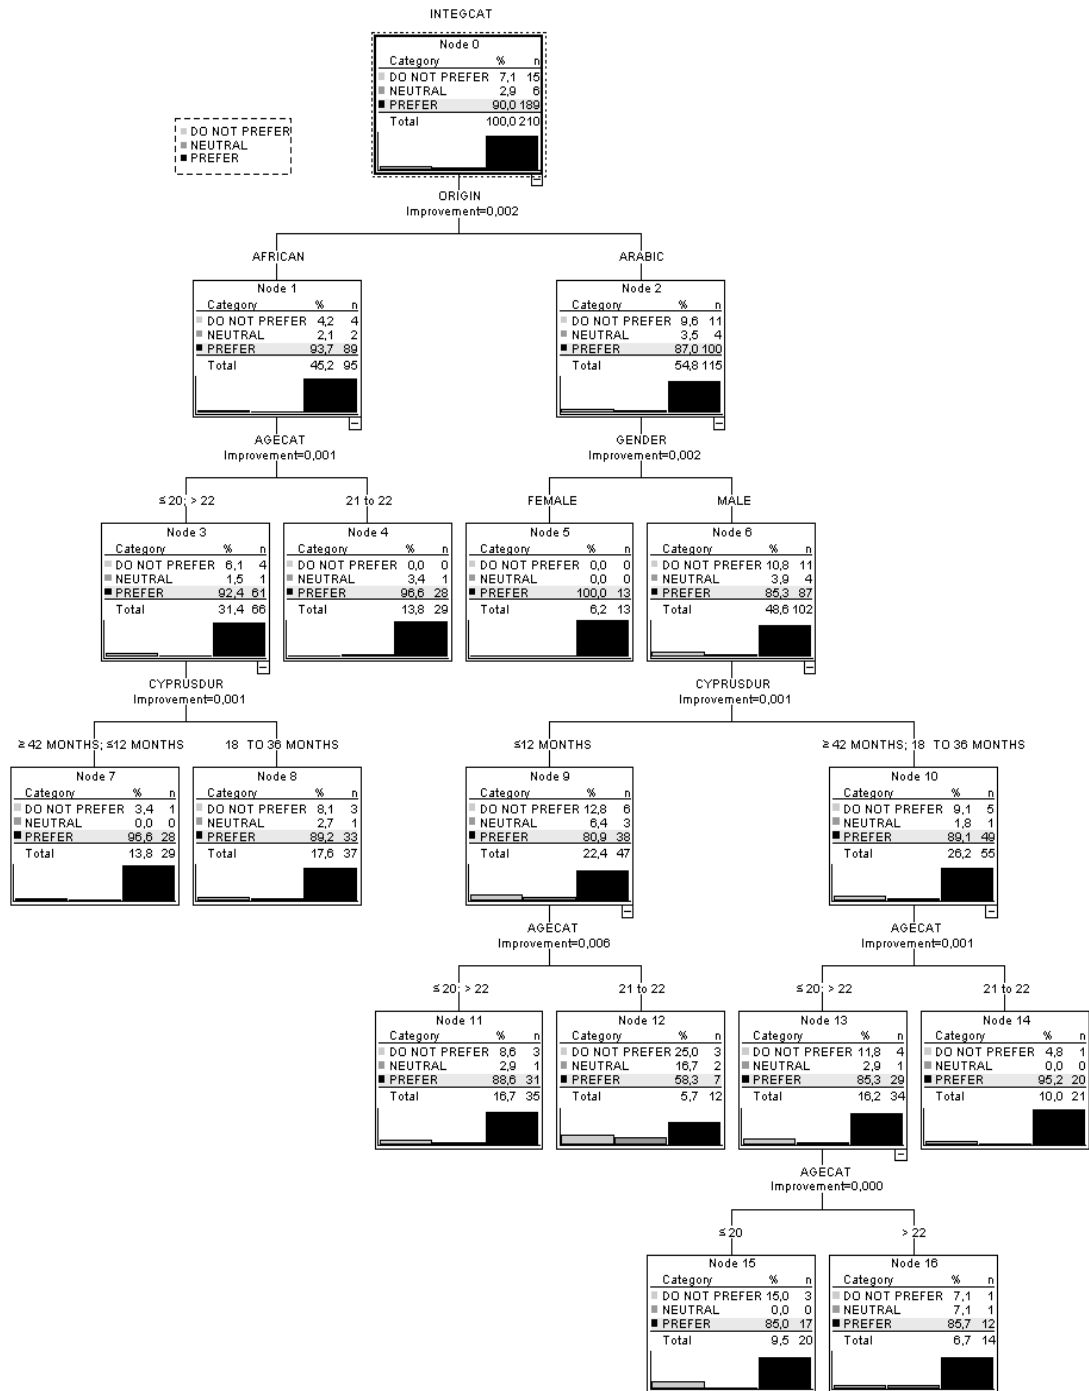 INTEGCAT
Node 0
Category % n
DO NOT PREFER 7,1 15
NEUTRAL 2,9 6
PREFER 90,0 189
Total 100,0 210
DO NOT PREFER
NEUTRAL
PREFER
ORIGIN
Improvement=0,002
AFRICAN
ARABIC
Node 1
Category % n
DO NOT PREFER 4,2 4
NEUTRAL 2,1 2
PREFER 93,7 89
Total 45,2 95
Node 2
Category % n
DO NOT PREFER 9,6 11
NEUTRAL 3,5 4
PREFER 87,0 100
Total 54,8 115
AGECAT
Improvement=0,001
GENDER
Improvement=0,002
≤ 20; > 22
21 to 22
FEMALE
MALE
Node 3
Category % n
DO NOT PREFER 6,1 4
NEUTRAL 1,5 1
PREFER 92,4 61
Total 31,4 66
Node 4
Category % n
DO NOT PREFER 0,0 0
NEUTRAL 3,4 1
PREFER 96,6 28
Total 13,8 29
Node 5
Category % n
DO NOT PREFER 0,0 0
NEUTRAL 0,0 0
PREFER 100,0 13
Total 6,2 13
Node 6
Category % n
DO NOT PREFER 10,8 11
NEUTRAL 3,9 4
PREFER 85,3 87
Total 48,6 102
CYPRUSDUR
Improvement=0,001
CYPRUSDUR
Improvement=0,001
≥ 42 MONTHS; ≤12 MONTHS
18 TO 36 MONTHS
≤12 MONTHS
≥ 42 MONTHS; 18 TO 36 MONTHS
Node 7
Category % n
DO NOT PREFER 3,4 1
NEUTRAL 0,0 0
PREFER 96,6 28
Total 13,8 29
Node 8
Category % n
DO NOT PREFER 8,1 3
NEUTRAL 2,7 1
PREFER 89,2 33
Total 17,6 37
Node 9
Category % n
DO NOT PREFER 12,8 6
NEUTRAL 6,4 3
PREFER 80,9 38
Total 22,4 47
Node 10
Category % n
DO NOT PREFER 9,1 5
NEUTRAL 1,8 1
PREFER 89,1 49
Total 26,2 55
AGECAT
Improvement=0,006
AGECAT
Improvement=0,001
≤ 20; > 22
21 to 22
≤ 20; > 22
21 to 22
Node 11
Category % n
DO NOT PREFER 8,6 3
NEUTRAL 2,9 1
PREFER 88,6 31
Total 16,7 35
Node 12
Category % n
DO NOT PREFER 25,0 3
NEUTRAL 16,7 2
PREFER 58,3 7
Total 5,7 12
Node 13
Category % n
DO NOT PREFER 11,8 4
NEUTRAL 2,9 1
PREFER 85,3 29
Total 16,2 34
Node 14
Category % n
DO NOT PREFER 4,8 1
NEUTRAL 0,0 0
PREFER 95,2 20
Total 10,0 21
AGECAT
Improvement=0,000
≤ 20
> 22
Node 15
Category % n
DO NOT PREFER 15,0 3
NEUTRAL 0,0 0
PREFER 85,0 17
Total 9,5 20
Node 16
Category % n
DO NOT PREFER 7,1 1
NEUTRAL 7,1 1
PREFER 85,7 12
Total 6,7 14